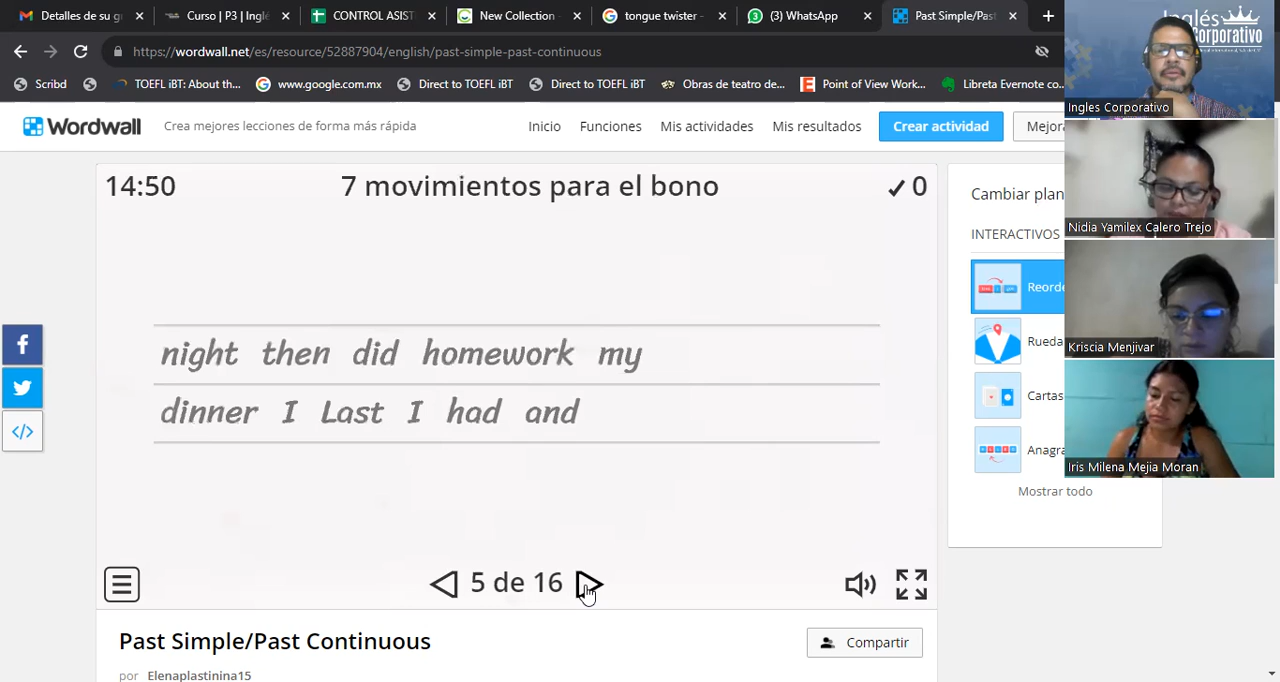 Detalles de su g
Curso | P3 | Inglé
CONTROL ASIST
New Collection -
tongue twister -
(3) WhatsApp
Past Simple/Past
https://wordwall.net/es/resource/52887904/english/past-simple-past-continuous
Scribd
TOEFL iBT: About th...
www.google.com.mx
Direct to TOEFL iBT
Direct to TOEFL iBT
Obras de teatro de...
Point of View Work...
Libreta Evernote co...
Wordwall
Crea mejores lecciones de forma más rápida
Inicio
Funciones
Mis actividades
Mis resultados
Crear actividad
Mejora
14:50
7 movimientos para el bono
0
night then did homework my
dinner I Last I had and
5 de 16
Past Simple/Past Continuous
Compartir
por Elenaplastinina15
Cambiar plan
INTERACTIVOS
Reorde
Rueda
Cartas
Anagra
Mostrar todo
Inglés
Corporativo
Ingles Corporativo
Nidia Yamilex Calero Trejo
Kriscia Menjivar
Iris Milena Mejia Moran